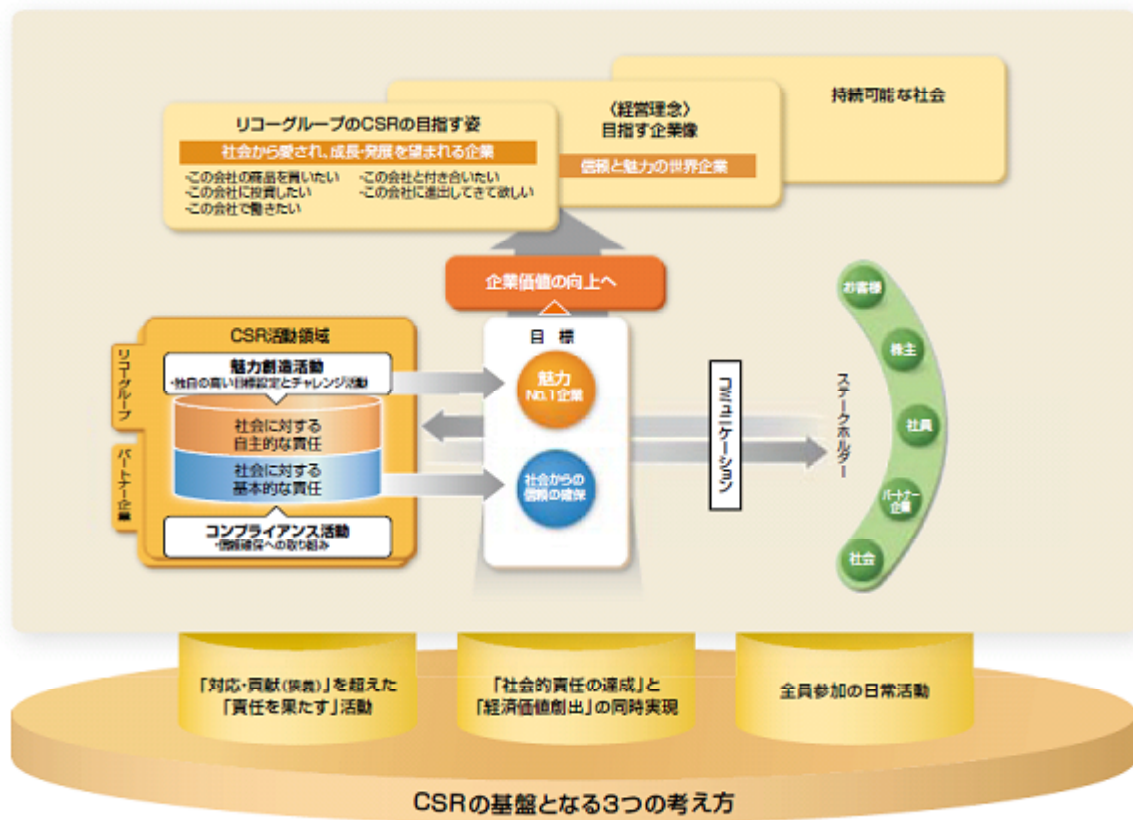 持続可能な社会
〈経営理念〉
目指す企業像
信頼と魅力の世界企業
リコーグループのCSRの目指す姿
社会から愛され、成長・発展を望まれる企業
・この会社の商品を買いたい
・この会社に投資したい
・この会社で働きたい
・この会社と付き合いたい
・この会社に進出してきて欲しい
企業価値の向上へ
CSR活動領域
リコーグループ
パートナー企業
魅力創造活動
・独自の高い目標設定とチャレンジ活動
社会に対する
自主的な責任
社会に対する
基本的な責任
コンプライアンス活動
・信頼確保への取り組み
目 標
魅力
No.1企業
社会からの
信頼の確保
コミュニケーション
ステークホルダー
お客様
株主
社員
パートナー
企業
社会
「対応・貢献(狭義)」を超えた
「責任を果たす」活動
「社会的責任の達成」と
「経済価値創出」の同時実現
全員参加の日常活動
CSRの基盤となる3つの考え方